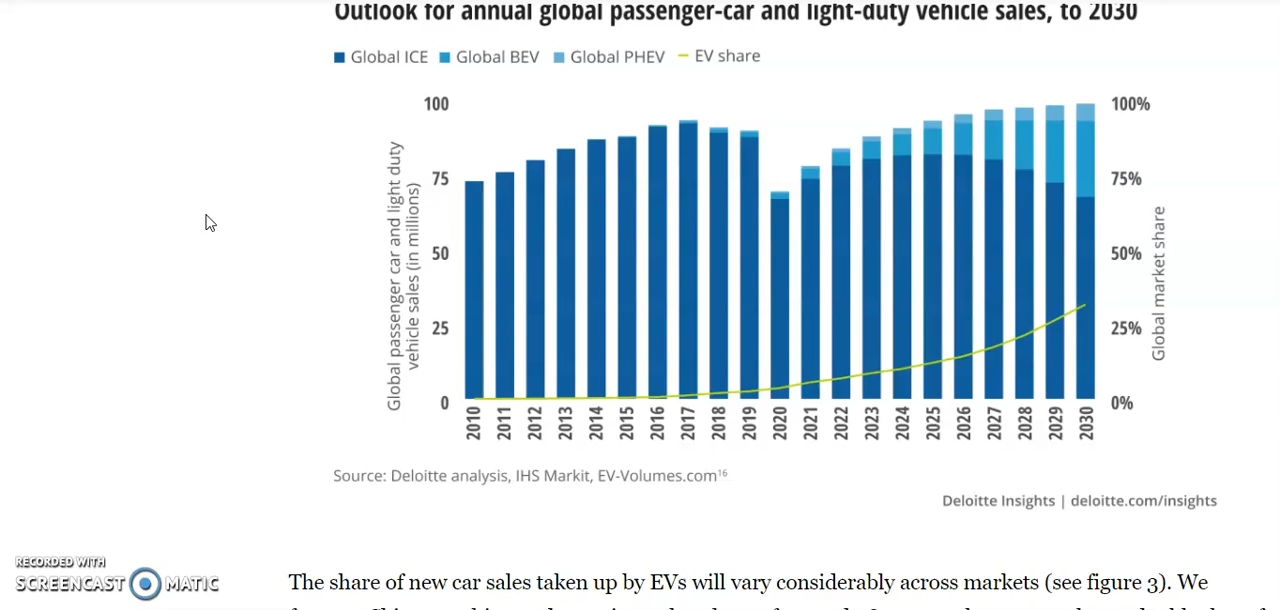 Outlook for annual global passenger-car and light-duty vehicle sales, to 2030
Global ICE Global BEV Global PHEV EV share
100
75
50
25
0
Global passenger car and light duty
vehicle sales (in millions)
100%
75%
50%
25%
0%
Global market share
2010 2011 2012 2013 2014 2015 2016 2017 2018 2019 2020 2021 2022 2023 2024 2025 2026 2027 2028 2029 2030
Source: Deloitte analysis, IHS Markit, EV-Volumes.com¹⁶
Deloitte Insights | deloitte.com/insights
RECORDED WITH
SCREENCAST MATIC
The share of new car sales taken up by EVs will vary considerably across markets (see figure 3). We